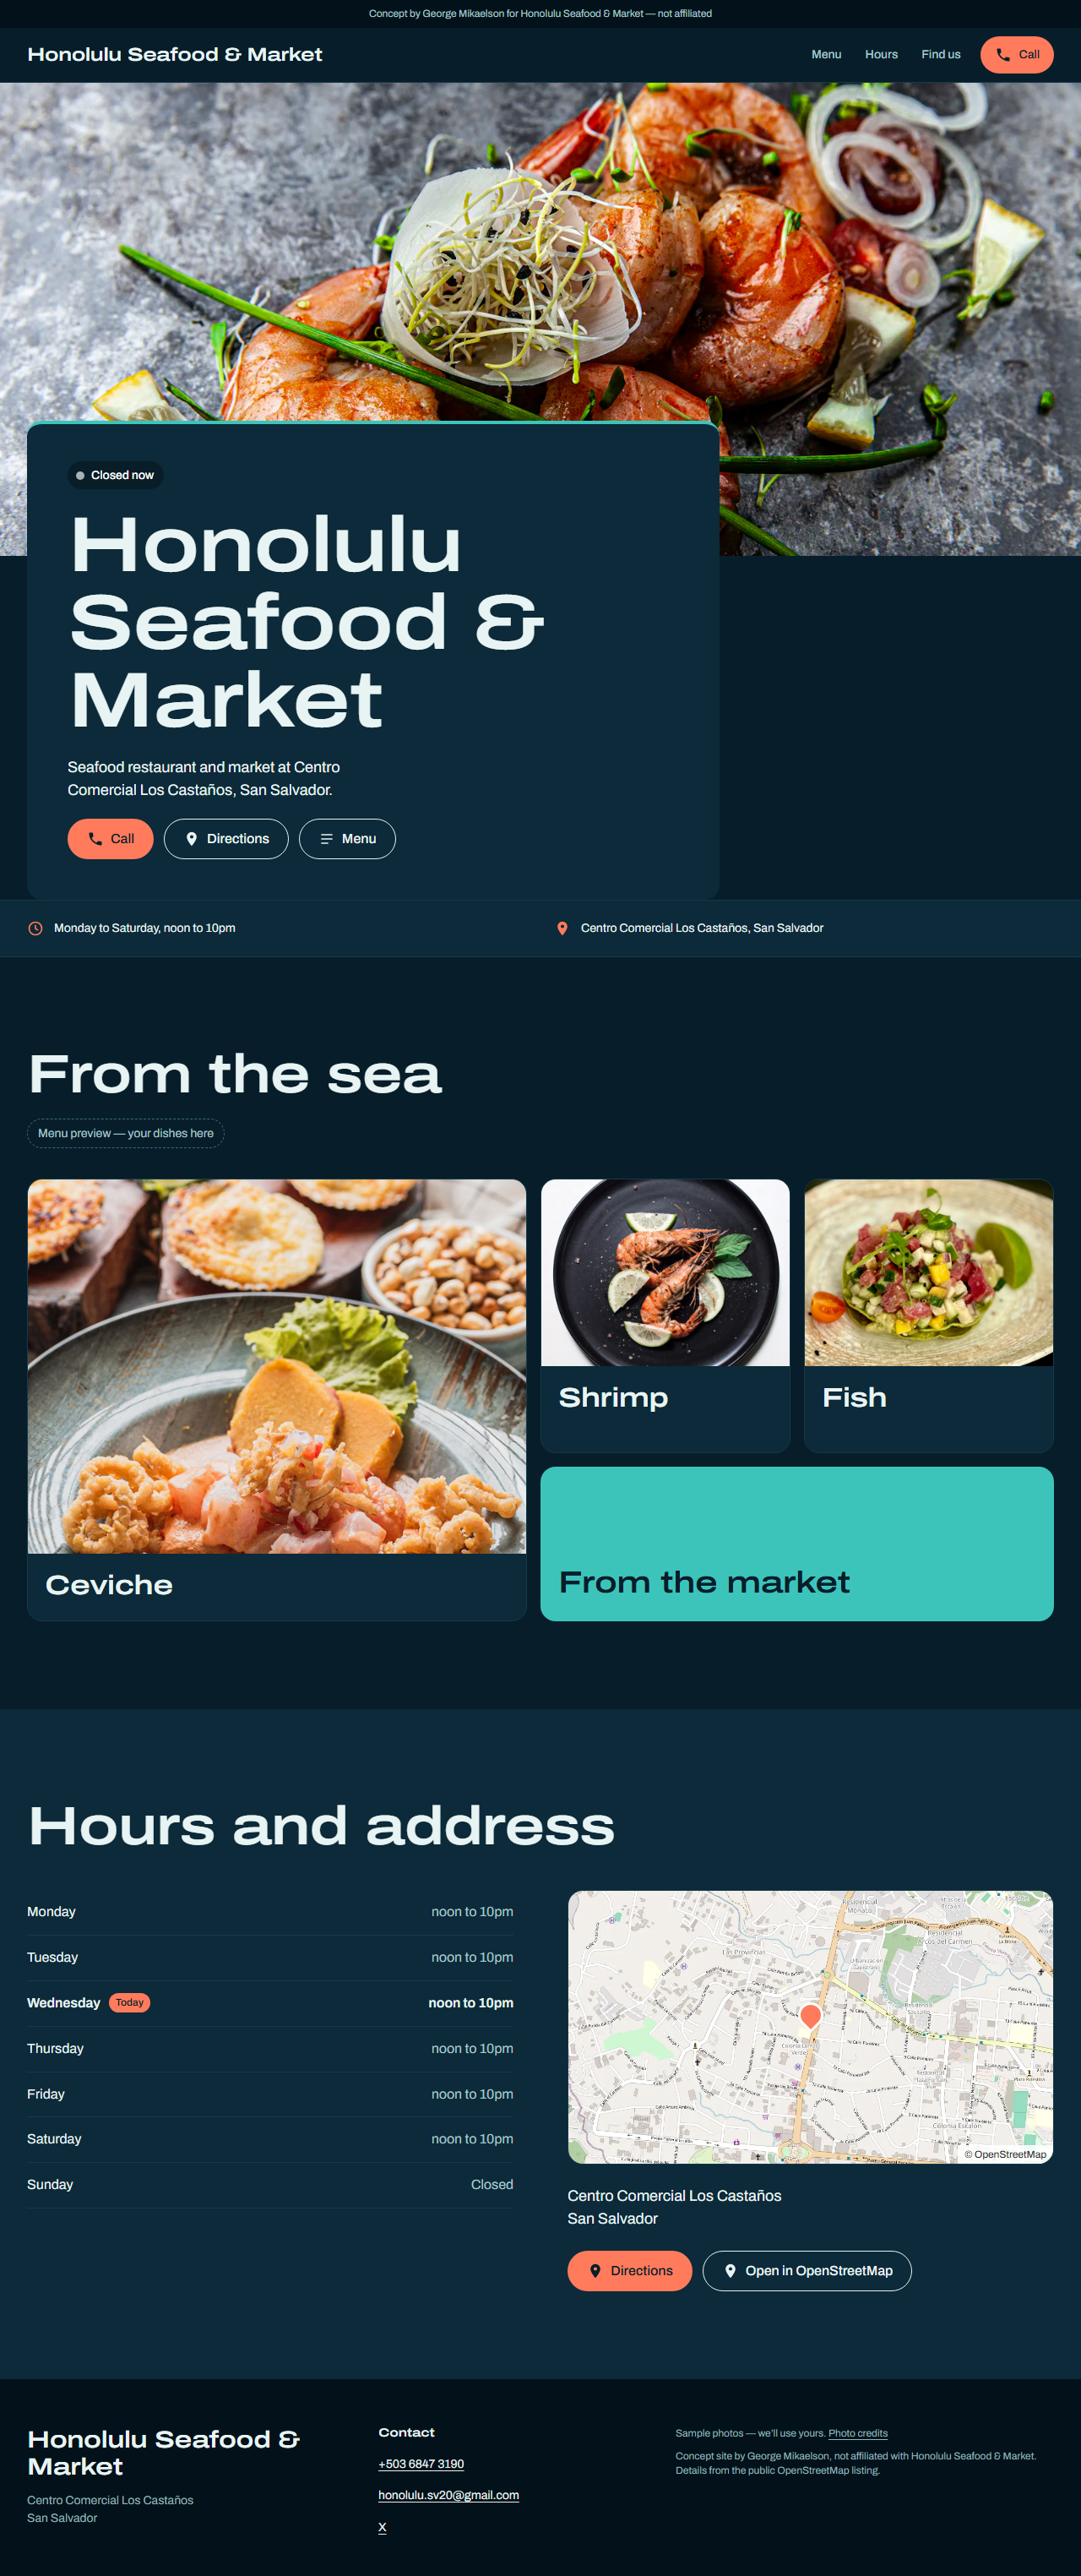 Concept by George Mikaelson for Honolulu Seafood & Market — not affiliated
Honolulu Seafood & Market
Menu
Hours
Find us
Call
Closed now
Honolulu
Seafood &
Market
Seafood restaurant and market at Centro
Comercial Los Castaños, San Salvador.
Call
Directions
Menu
Monday to Saturday, noon to 10pm
Centro Comercial Los Castaños, San Salvador
From the sea
Menu preview — your dishes here
Ceviche
Shrimp
Fish
From the market
Hours and address
Monday noon to 10pm
Tuesday noon to 10pm
Wednesday Today noon to 10pm
Thursday noon to 10pm
Friday noon to 10pm
Saturday noon to 10pm
Sunday Closed
© OpenStreetMap
Centro Comercial Los Castaños
San Salvador
Directions
Open in OpenStreetMap
Honolulu Seafood &
Market
Centro Comercial Los Castaños
San Salvador
Contact
+503 6847 3190
honolulu.sv20@gmail.com
X
Sample photos — we'll use yours. Photo credits
Concept site by George Mikaelson, not affiliated with Honolulu Seafood & Market.
Details from the public OpenStreetMap listing.